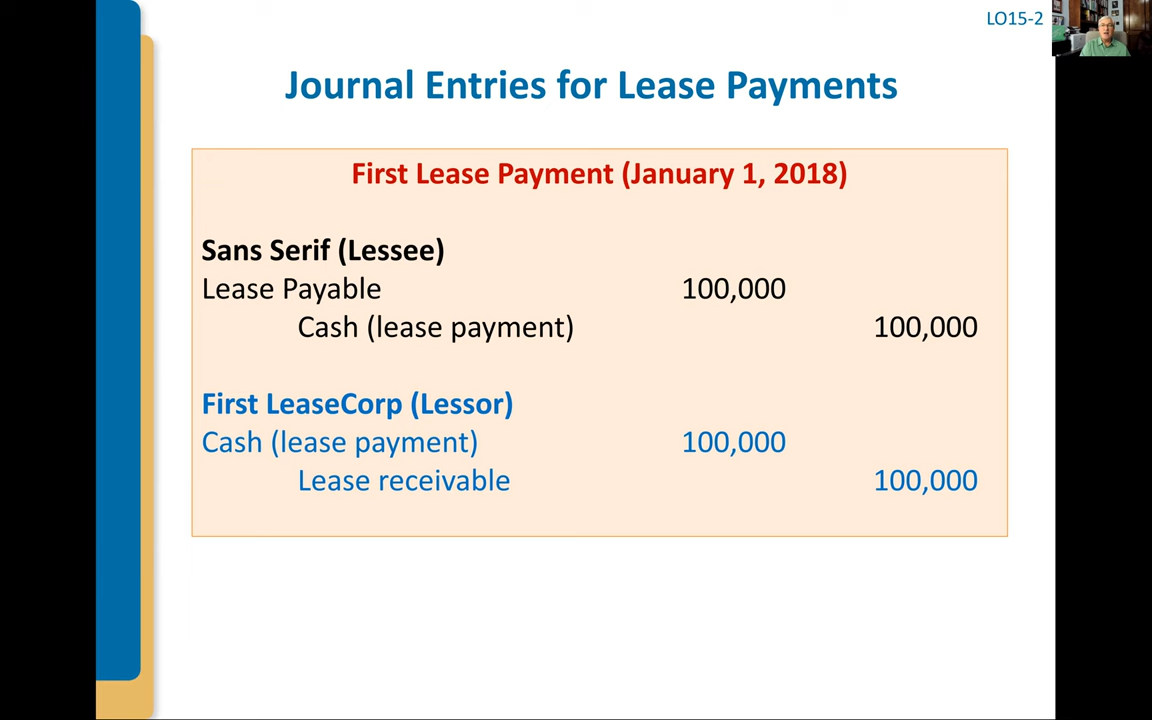 LO15-2
Journal Entries for Lease Payments
First Lease Payment (January 1, 2018)
Sans Serif (Lessee)
Lease Payable 100,000
Cash (lease payment) 100,000
First LeaseCorp (Lessor)
Cash (lease payment) 100,000
Lease receivable 100,000